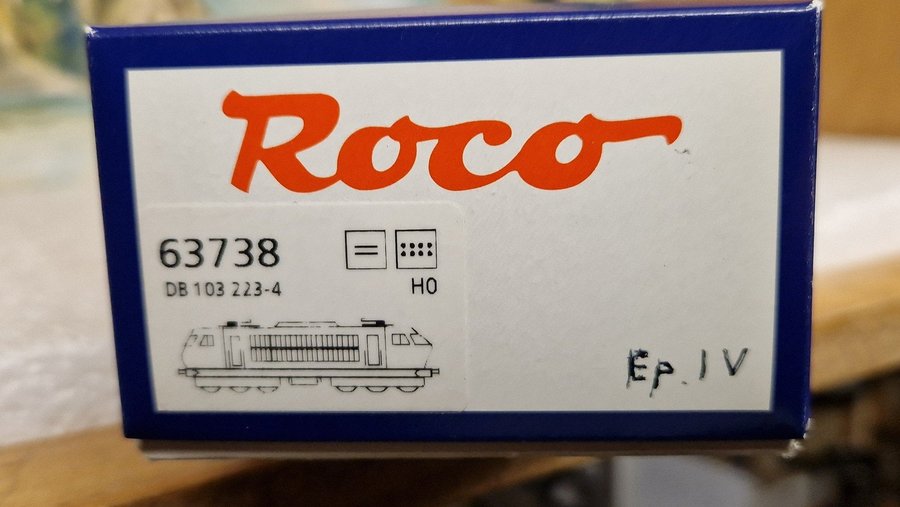 Roco
63738
DB 103 223-4
H0
Ep. IV